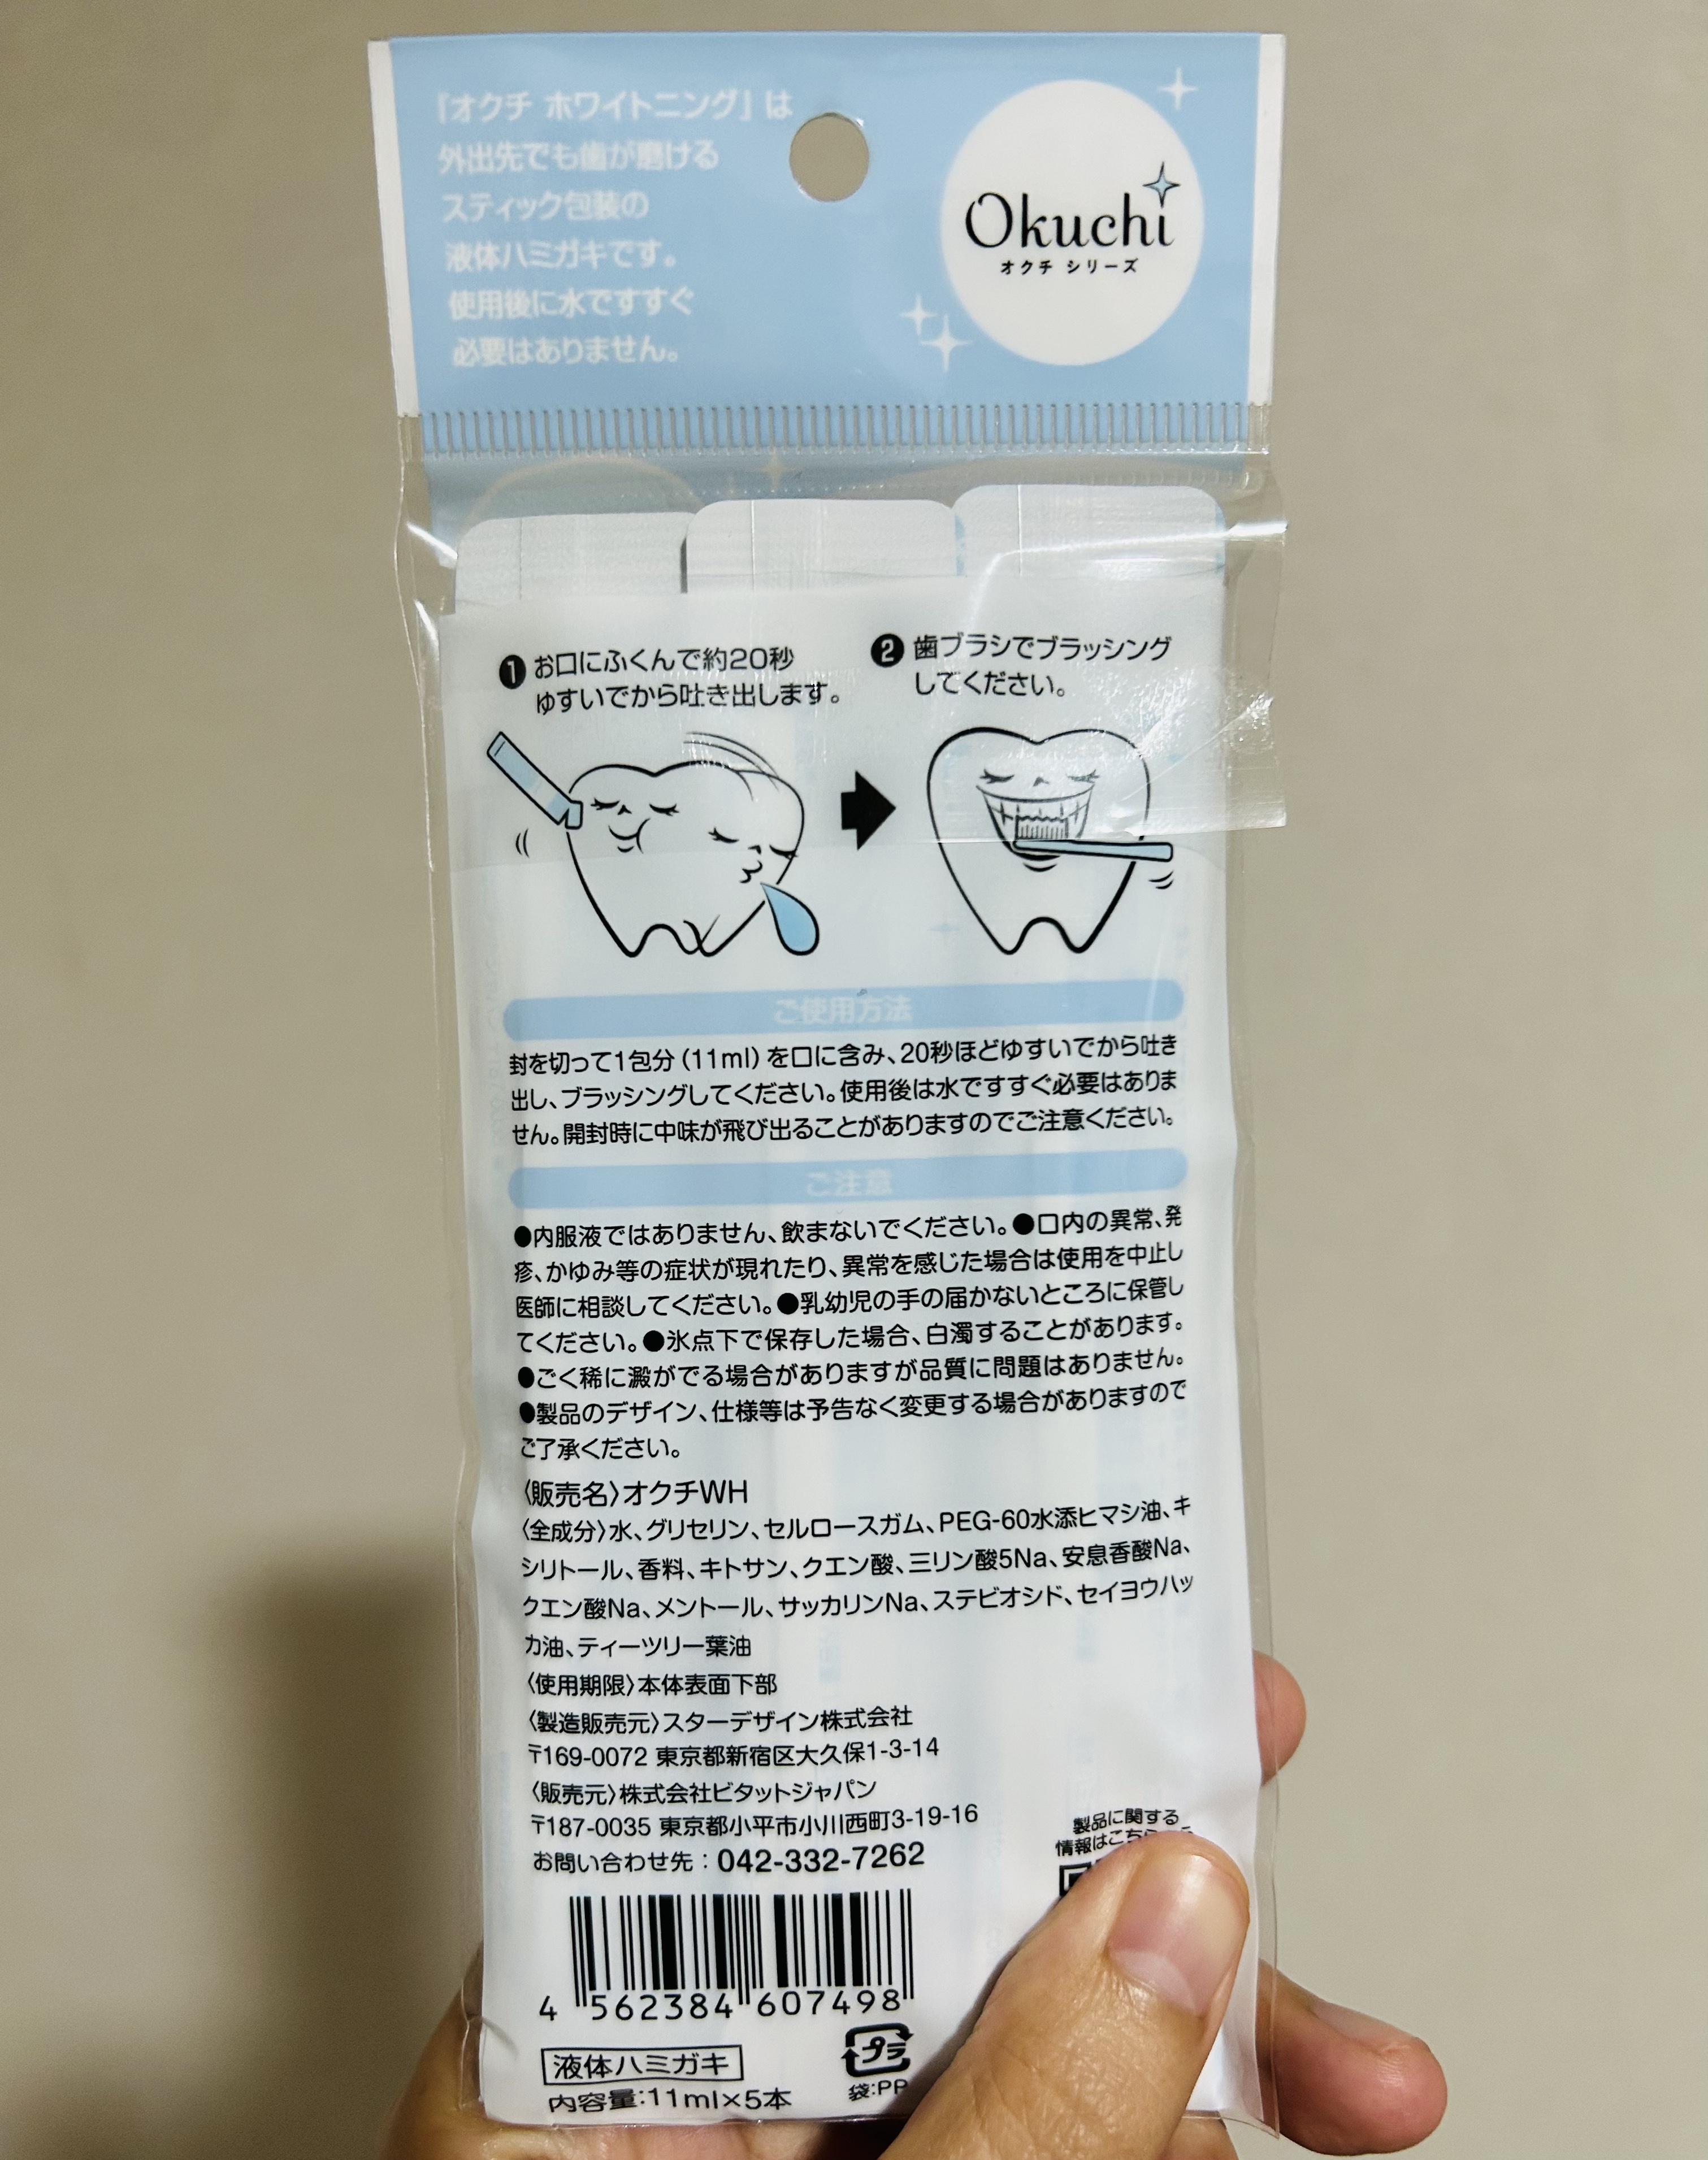 「オクチ ホワイトニング」は
外出先でも歯が磨ける
スティック包装の
液体ハミガキです。
使用後に水ですすぐ
必要はありません。
Okuchi
オクチ シリーズ
❶ お口にふくんで約20秒
ゆすいでから吐き出します。
❷ 歯ブラシでブラッシング
してください。
ご使用方法
封を切って1包分(11ml)を口に含み、20秒ほどゆすいでから吐き
出し、ブラッシングしてください。使用後は水ですすぐ必要はありま
せん。開封時に中味が飛び出ることがありますのでご注意ください。
ご注意
●内服液ではありません、飲まないでください。●口内の異常、発
疹、かゆみ等の症状が現れたり、異常を感じた場合は使用を中止し
医師に相談してください。●乳幼児の手の届かないところに保管し
てください。●氷点下で保存した場合、白濁することがあります。
●ごく稀に澱がでる場合がありますが品質に問題はありません。
●製品のデザイン、仕様等は予告なく変更する場合がありますので
ご了承ください。
〈販売名〉オクチWH
〈全成分〉水、グリセリン、セルロースガム、PEG-60水添ヒマシ油、キ
シリトール、香料、キトサン、クエン酸、三リン酸5Na、安息香酸Na、
クエン酸Na、メントール、サッカリンNa、ステビオシド、セイヨウハッ
カ油、ティーツリー葉油
〈使用期限〉本体表面下部
〈製造販売元〉スターデザイン株式会社
〒169-0072 東京都新宿区大久保1-3-14
〈販売元〉株式会社ビタットジャパン
〒187-0035 東京都小平市小川西町3-19-16
お問い合わせ先：042-332-7262
製品に関する
情報はこちら
4 562384 607498
液体ハミガキ
内容量:11ml×5本
プラ
袋:PP